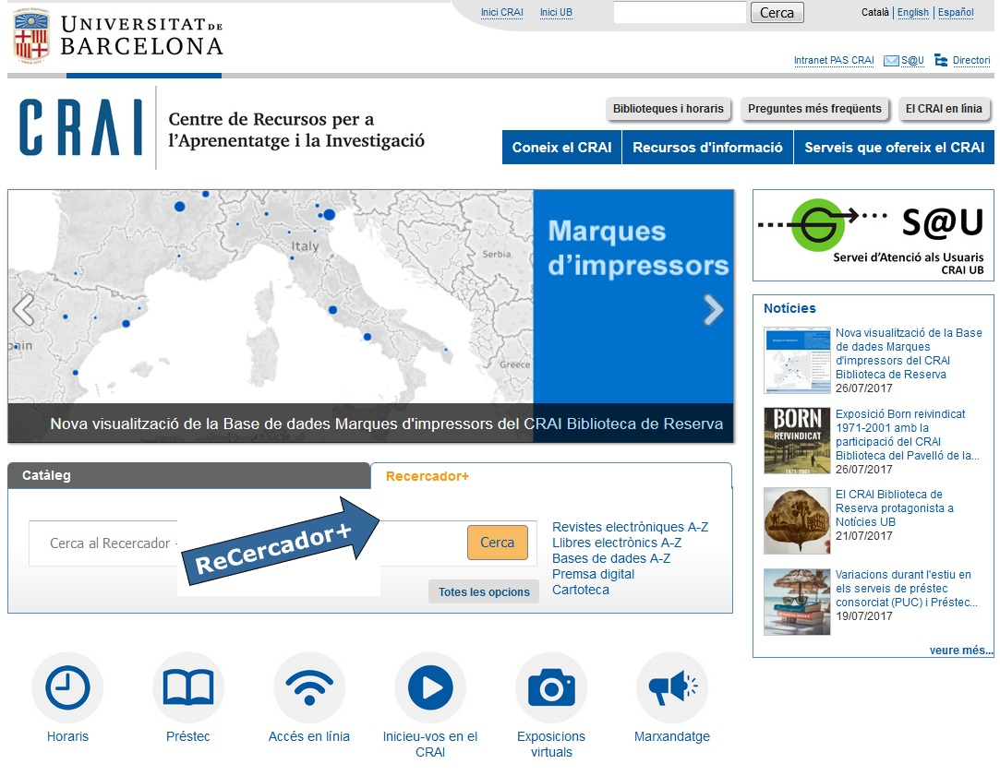 UNIVERSITAT DE
BARCELONA
Inici CRAI
Inici UB
Cerca
Català | English | Español
Intranet PAS CRAI
S@U
Directori
CRAI
Centre de Recursos per a
l'Aprenentatge i la Investigació
Biblioteques i horaris
Preguntes més freqüents
El CRAI en línia
Coneix el CRAI
Recursos d'informació
Serveis que ofereix el CRAI
Italy
Serbia
Greece
Marques
d'impressors
Nova visualització de la Base de dades Marques d'impressors del CRAI Biblioteca de Reserva
S@U
Servei d'Atenció als Usuaris
CRAI UB
Notícies
Nova visualització de la Base
de dades Marques
d'impressors del CRAI
Biblioteca de Reserva
26/07/2017
BORN
REIVINDICAT
1971-2001
Exposició Born reivindicat
1971-2001 amb la
participació del CRAI
Biblioteca del Pavelló de la...
26/07/2017
El CRAI Biblioteca de
Reserva protagonista a
Notícies UB
21/07/2017
Variacions durant l'estiu en
els serveis de préstec
consorciat (PUC) i Préstec...
19/07/2017
veure més...
Catàleg
Recercador+
Cerca al Recercador
ReCercador+
Cerca
Totes les opcions
Revistes electròniques A-Z
Llibres electrònics A-Z
Bases de dades A-Z
Premsa digital
Cartoteca
Horaris
Préstec
Accés en línia
Inicieu-vos en el
CRAI
Exposicions
virtuals
Marxandatge